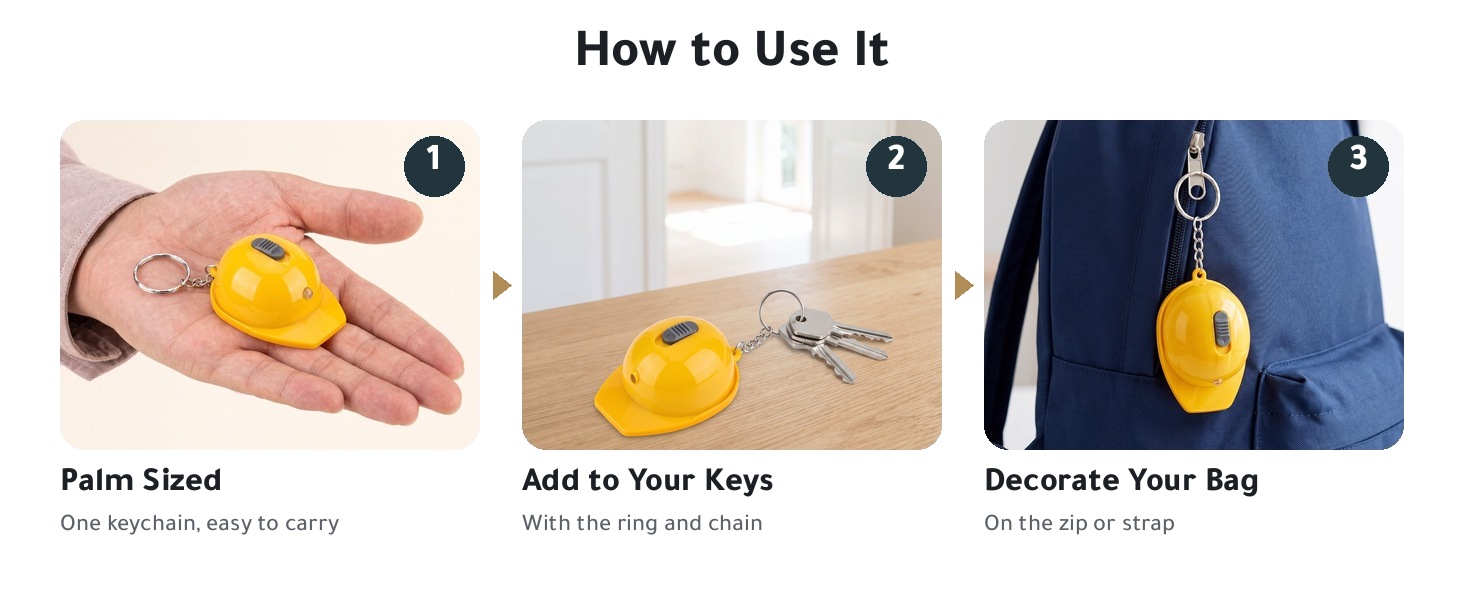 How to Use It
1
2
3
Palm Sized
One keychain, easy to carry
Add to Your Keys
With the ring and chain
Decorate Your Bag
On the zip or strap